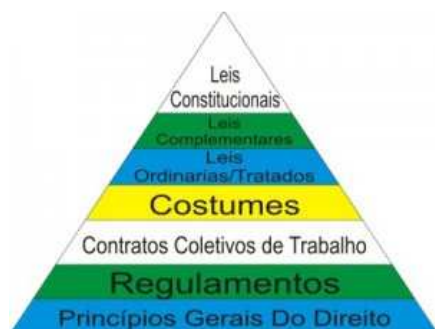 Leis
Constitucionais
Leis
Complementares
Leis
Ordinarias/Tratados
Costumes
Contratos Coletivos de Trabalho
Regulamentos
Princípios Gerais Do Direito